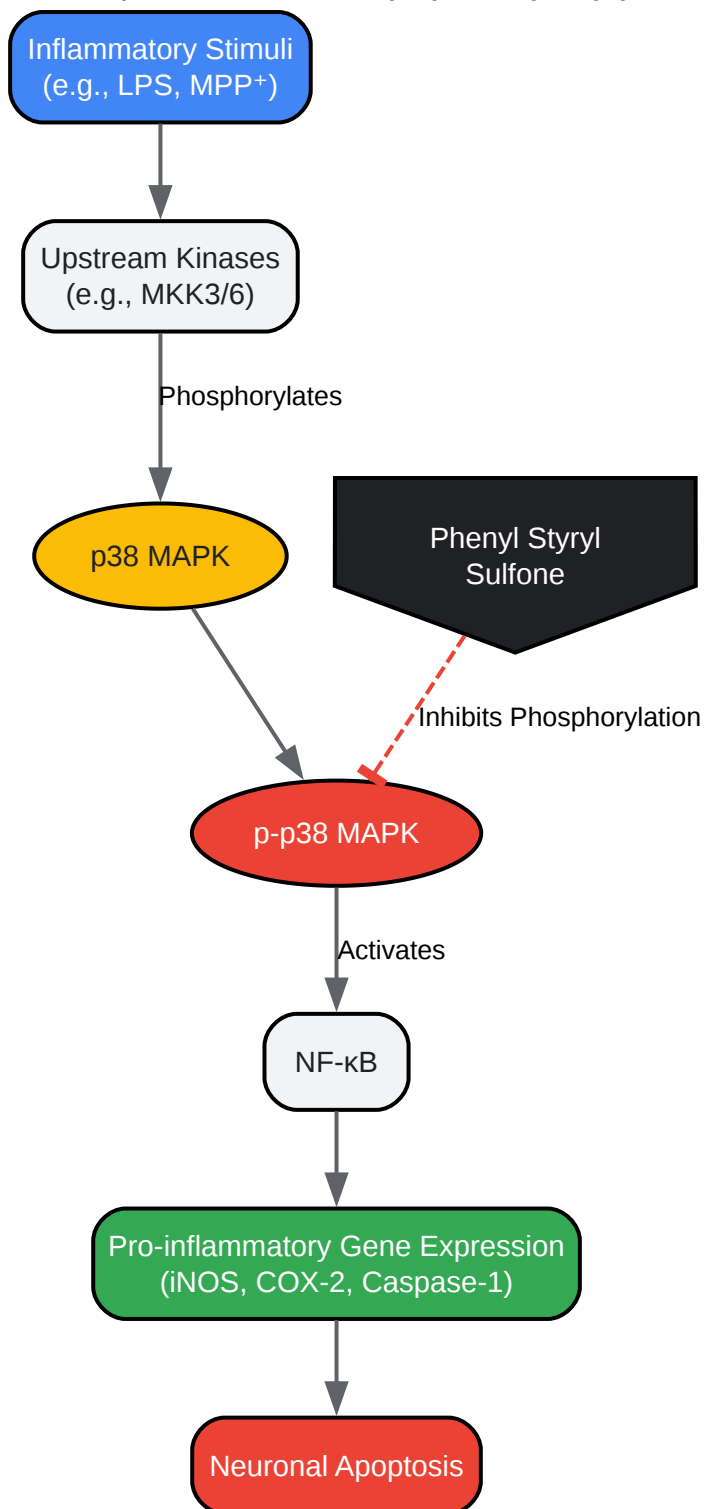 Inflammatory Stimuli
(e.g., LPS, MPP⁺)
Upstream Kinases
(e.g., MKK3/6)
Phosphorylates
p38 MAPK
Phenyl Styryl
Sulfone
Inhibits Phosphorylation
p-p38 MAPK
Activates
NF-κB
Pro-inflammatory Gene Expression
(iNOS, COX-2, Caspase-1)
Neuronal Apoptosis